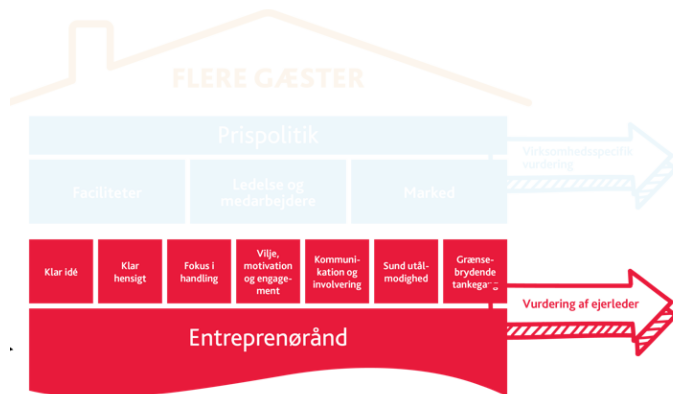 FLERE GÆSTER
Prispolitik
Virksomhedsspecifik
vurdering
Faciliteter
Ledelse og
medarbejdere
Marked
Klar idé
Klar
hensigt
Fokus i
handling
Vilje,
motivation
og engage-
ment
Kommuni-
kation og
involvering
Sund utål-
modighed
Grænse-
brydende
tankegang
Vurdering af ejerleder
Entreprenørånd